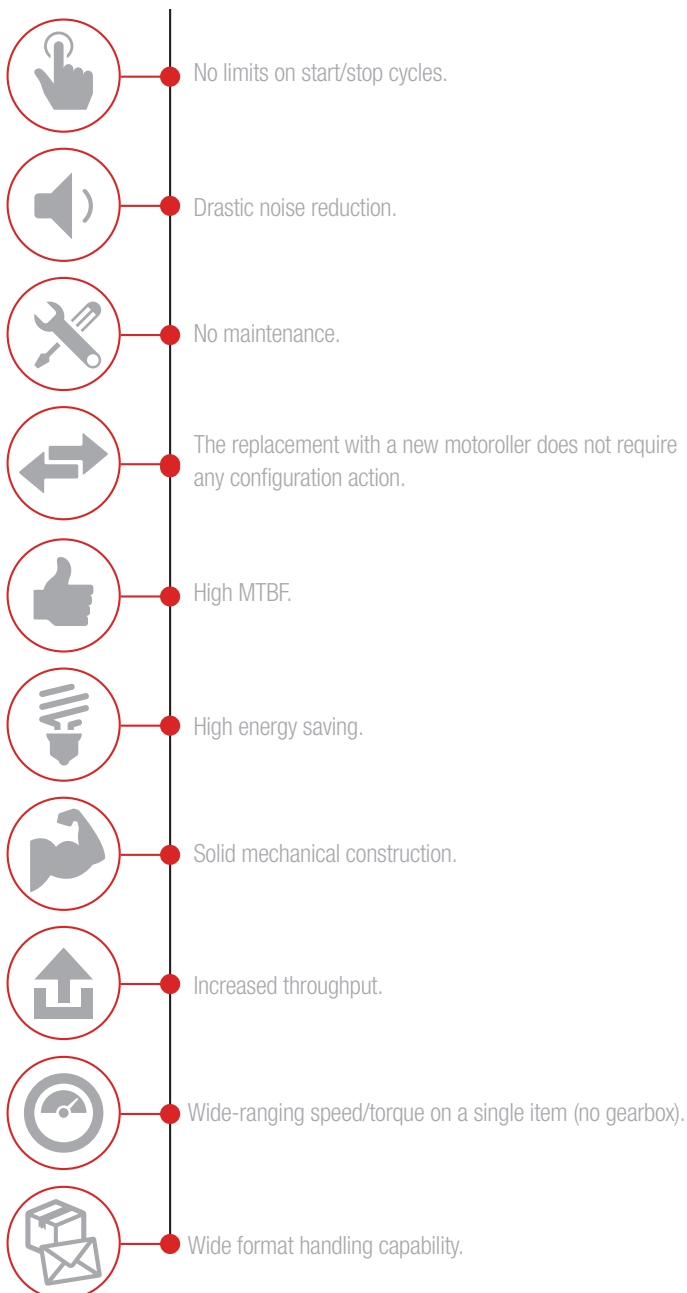 No limits on start/stop cycles.
Drastic noise reduction.
No maintenance.
The replacement with a new motoroller does not require
any configuration action.
High MTBF.
High energy saving.
Solid mechanical construction.
Increased throughput.
Wide-ranging speed/torque on a single item (no gearbox).
Wide format handling capability.